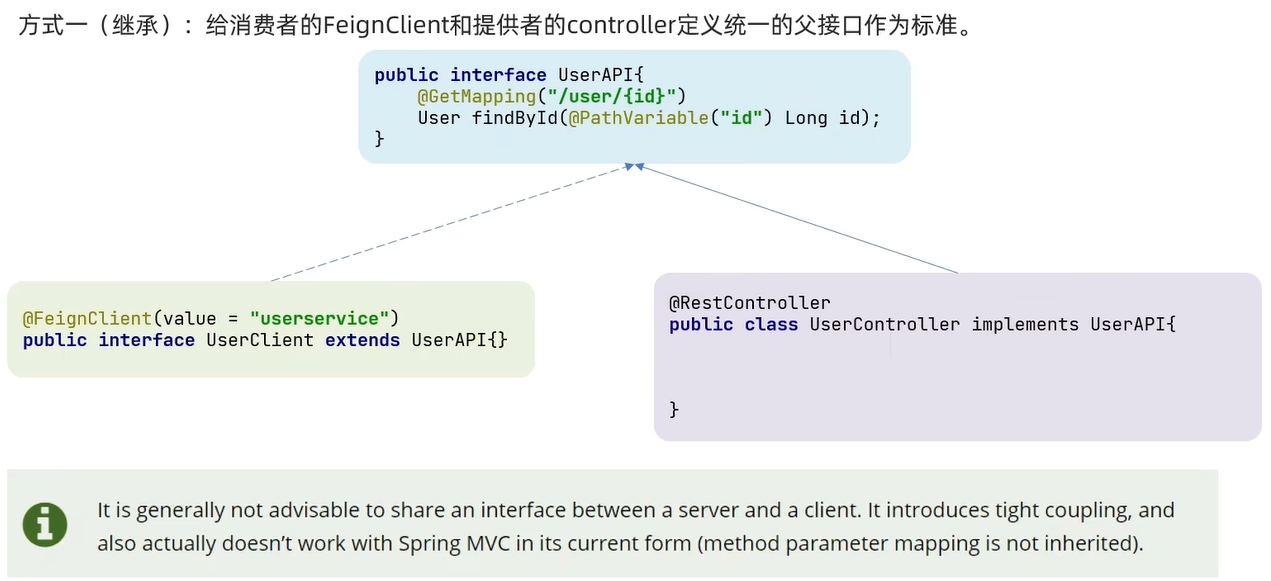 方式一（继承）：给消费者的FeignClient和提供者的controller定义统一的父接口作为标准。
public interface UserAPI{
    @GetMapping("/user/{id}")
    User findById(@PathVariable("id") Long id);
}
@FeignClient(value = "userservice")
public interface UserClient extends UserAPI{}
@RestController
public class UserController implements UserAPI{
}
It is generally not advisable to share an interface between a server and a client. It introduces tight coupling, and
also actually doesn’t work with Spring MVC in its current form (method parameter mapping is not inherited).